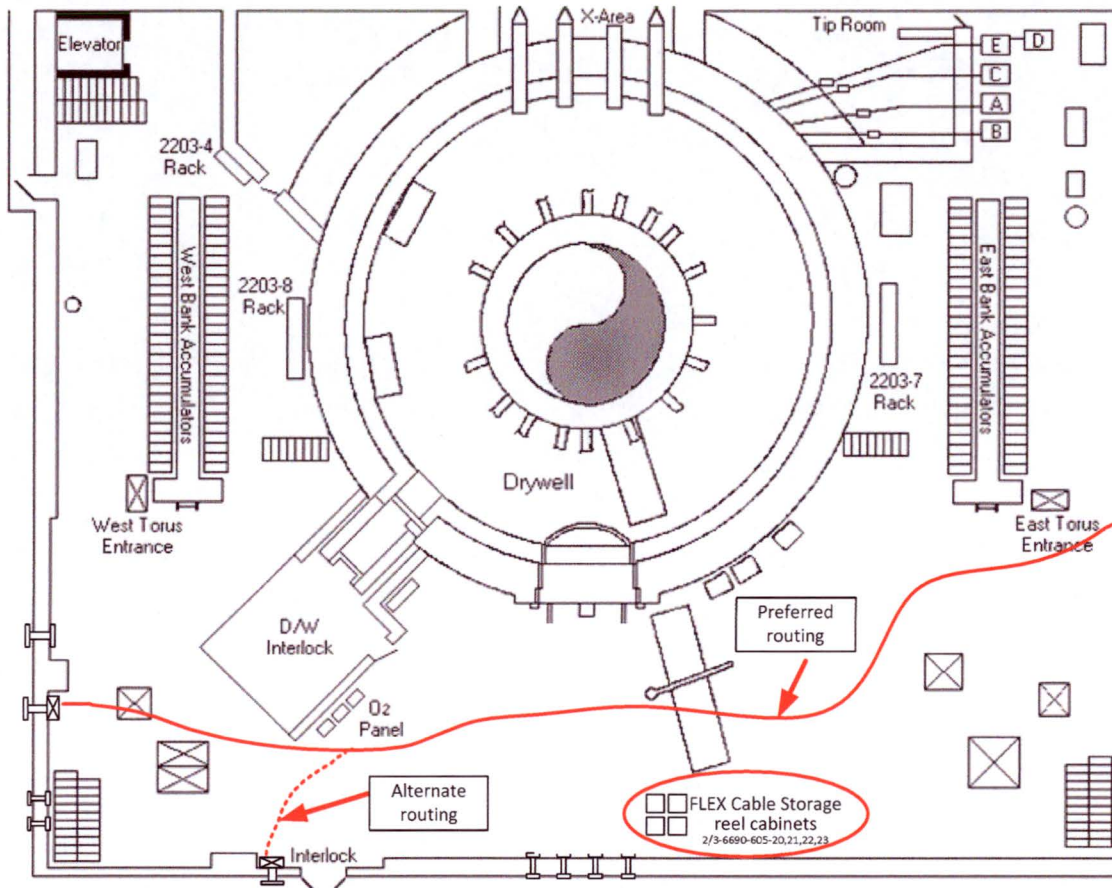 X-Area
Elevator
Tip Room
E
D
C
A
B
2203-4
Rack
West Bank Accumulators
2203-8
Rack
East Bank Accumulators
2203-7
Rack
Drywell
West Torus
Entrance
East Torus
Entrance
D/W
Interlock
Preferred
routing
O2
Panel
Alternate
routing
FLEX Cable Storage
reel cabinets
2/3-6690-605-20,21,22,23
Interlock